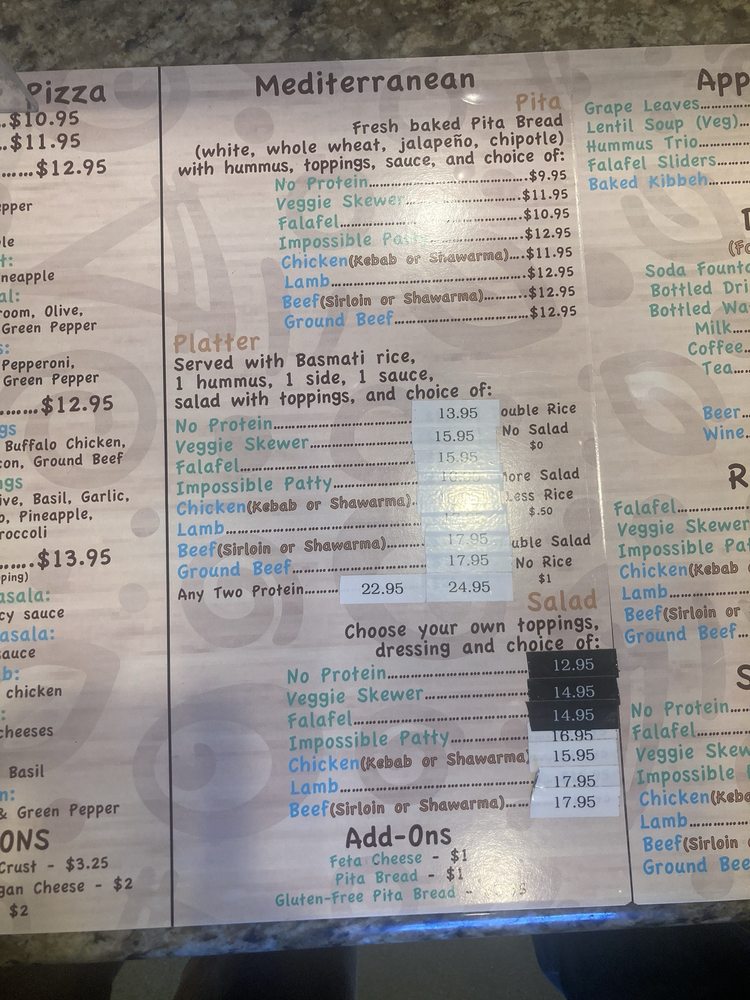 Pizza
..$10.95
..$11.95
......$12.95
epper
ple
t:
neapple
al:
room, Olive,
Green Pepper
s:
Pepperoni,
Green Pepper
.......$12.95
gs
Buffalo Chicken,
con, Ground Beef
ngs
ive, Basil, Garlic,
o, Pineapple,
roccoli
......$13.95
ping)
asala:
cy sauce
asala:
sauce
b:
chicken
:
cheeses
Basil
n:
& Green Pepper
ONS
Crust - $3.25
gan Cheese - $2
$2
Mediterranean
Pita
Fresh baked Pita Bread
(white, whole wheat, jalapeño, chipotle)
with hummus, toppings, sauce, and choice of:
No Protein....$9.95
Veggie Skewer....$11.95
Falafel....$10.95
Impossible Patty....$12.95
Chicken(Kebab or Shawarma)....$11.95
Lamb....$12.95
Beef(Sirloin or Shawarma)....$12.95
Ground Beef....$12.95
Platter
Served with Basmati rice,
1 hummus, 1 side, 1 sauce,
salad with toppings, and choice of:
No Protein.... 13.95
Veggie Skewer.... 15.95
Falafel.... 15.95
Impossible Patty....
Chicken(Kebab or Shawarma).
Lamb....
Beef(Sirloin or Shawarma).... 17.95
Ground Beef.... 17.95
Any Two Protein.... 22.95 24.95
ouble Rice
No Salad
$0
More Salad
Less Rice
$.50
uble Salad
No Rice
$1
Salad
Choose your own toppings,
dressing and choice of:
No Protein.... 12.95
Veggie Skewer.... 14.95
Falafel.... 14.95
Impossible Patty.... 16.95
Chicken(Kebab or Shawarma) 15.95
Lamb.... 17.95
Beef(Sirloin or Shawarma).... 17.95
Add-Ons
Feta Cheese - $1
Pita Bread - $1
Gluten-Free Pita Bread -
App
Grape Leaves....
Lentil Soup (Veg)...
Hummus Trio....
Falafel Sliders....
Baked Kibbeh....
(Fo
Soda Founta
Bottled Dri
Bottled Wa
Milk...
Coffee..
Tea....
Beer..
Wine..
R
Falafel....
Veggie Skewer
Impossible Pat
Chicken(Kebab
Lamb....
Beef(Sirloin or
Ground Beef...
S
No Protein...
Falafel....
Veggie Skew
Impossible
Chicken(Keba
Lamb....
Beef(Sirloin
Ground Bee